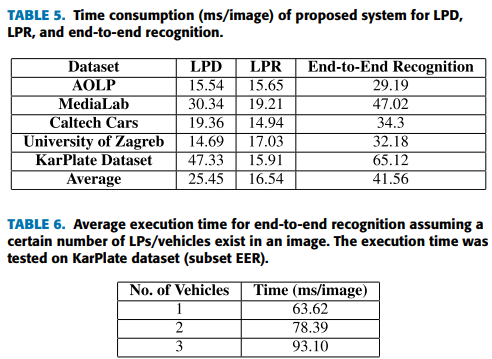 TABLE 5. Time consumption (ms/image) of proposed system for LPD,
LPR, and end-to-end recognition.
Dataset LPD LPR End-to-End Recognition
AOLP 15.54 15.65 29.19
MediaLab 30.34 19.21 47.02
Caltech Cars 19.36 14.94 34.3
University of Zagreb 14.69 17.03 32.18
KarPlate Dataset 47.33 15.91 65.12
Average 25.45 16.54 41.56
TABLE 6. Average execution time for end-to-end recognition assuming a
certain number of LPs/vehicles exist in an image. The execution time was
tested on KarPlate dataset (subset EER).
No. of Vehicles Time (ms/image)
1 63.62
2 78.39
3 93.10